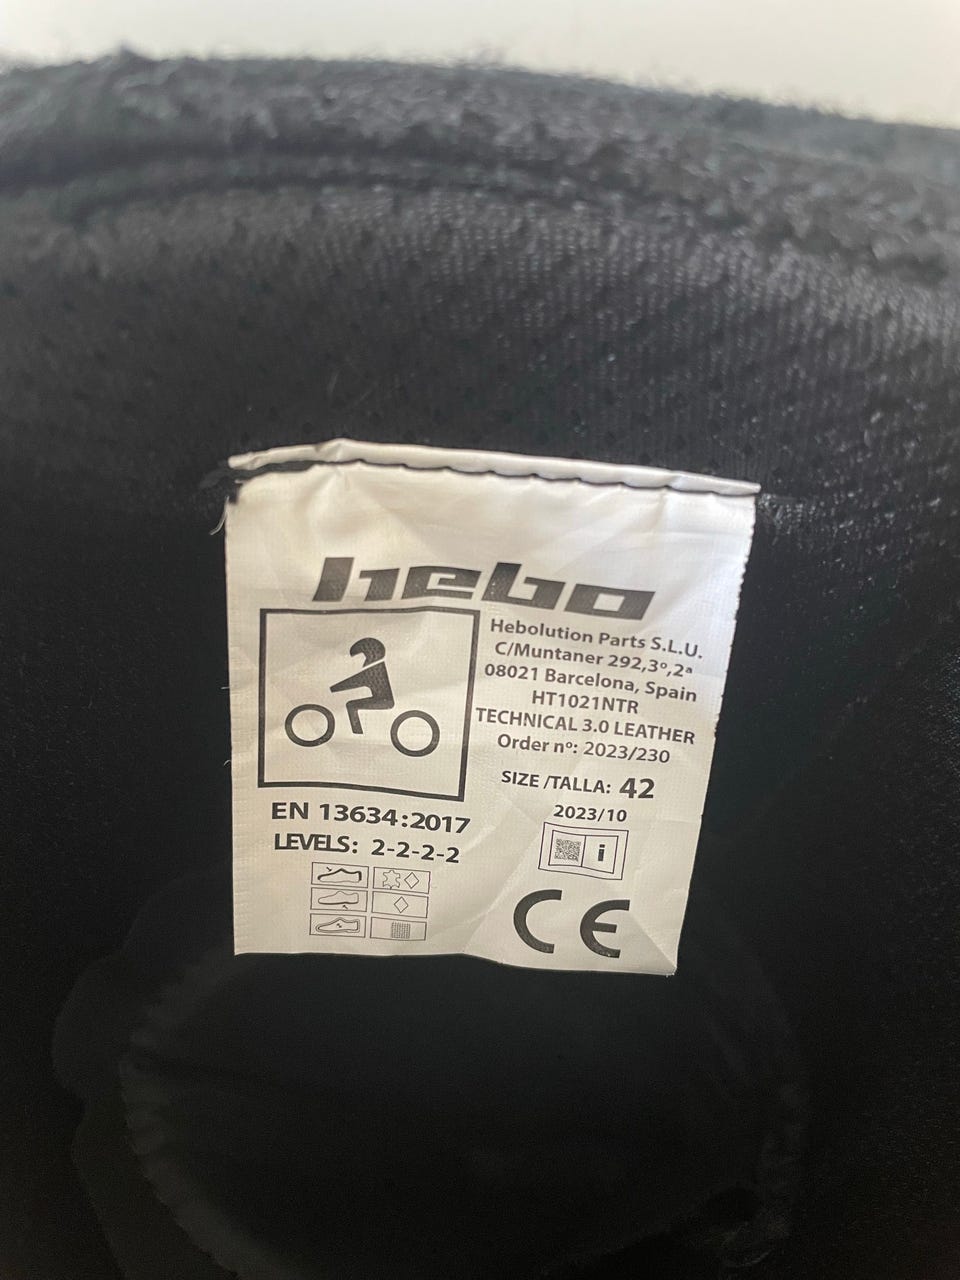 hebo
Hebolution Parts S.L.U.
C/Muntaner 292,3º,2ª
08021 Barcelona, Spain
HT1021NTR
TECHNICAL 3.0 LEATHER
Order nº: 2023/230
SIZE /TALLA: 42
2023/10
i
CE
EN 13634:2017
LEVELS: 2-2-2-2